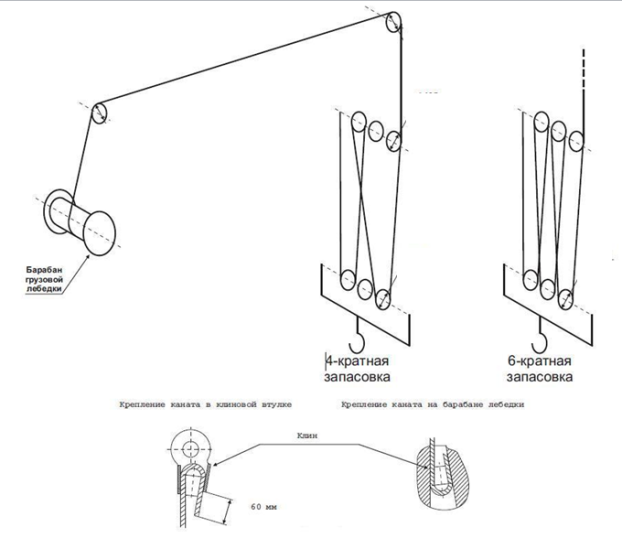 Барабан
грузовой
лебедки
4-кратная
запасовка
6-кратная
запасовка
Крепление каната в клиновой втулке
Крепление каната на барабане лебедки
Клин
60 мм